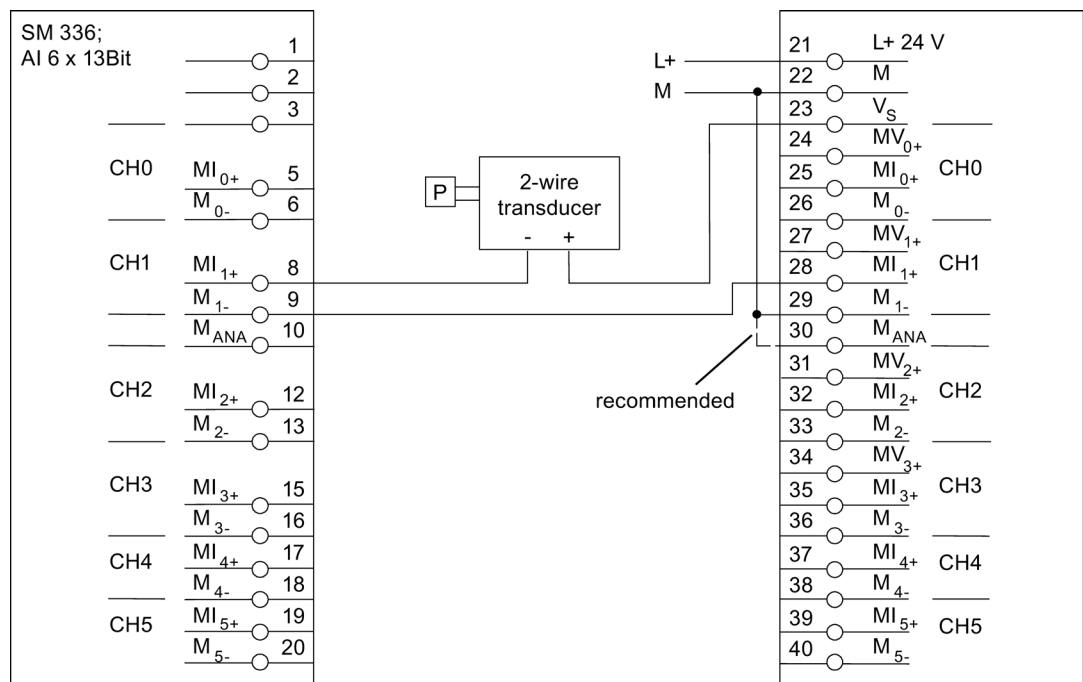 SM 336;
AI 6 x 13Bit
1
2
3
CH0
MI0+
5
M0-
6
CH1
MI1+
8
M1-
9
MANA
10
CH2
MI2+
12
M2-
13
CH3
MI3+
15
M3-
16
CH4
MI4+
17
M4-
18
CH5
MI5+
19
M5-
20
P
2-wire
transducer
- +
recommended
L+
M
21 L+ 24 V
22 M
23 VS
24 MV0+
25 MI0+ CH0
26 M0-
27 MV1+
28 MI1+ CH1
29 M1-
30 MANA
31 MV2+
32 MI2+ CH2
33 M2-
34 MV3+
35 MI3+ CH3
36 M3-
37 MI4+ CH4
38 M4-
39 MI5+ CH5
40 M5-